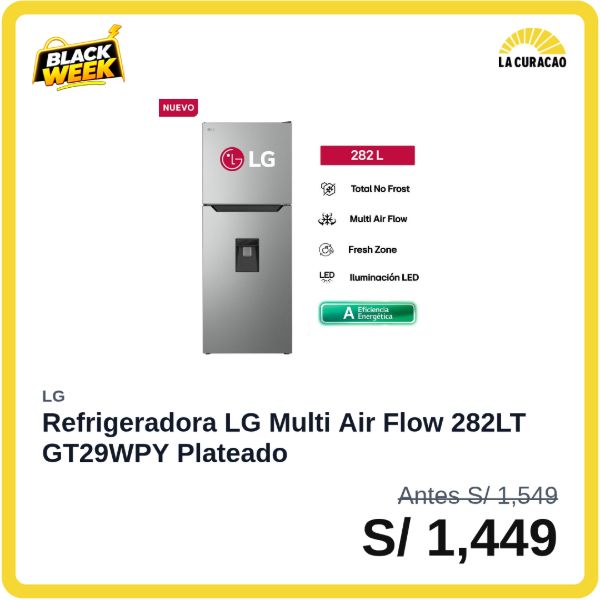 BLACK
WEEK
LA CURACAO
NUEVO
LG
282 L
Total No Frost
Multi Air Flow
Fresh Zone
LED
Iluminación LED
A Eficiencia
Energética
LG
Refrigeradora LG Multi Air Flow 282LT
GT29WPY Plateado
Antes S/ 1,549
S/ 1,449